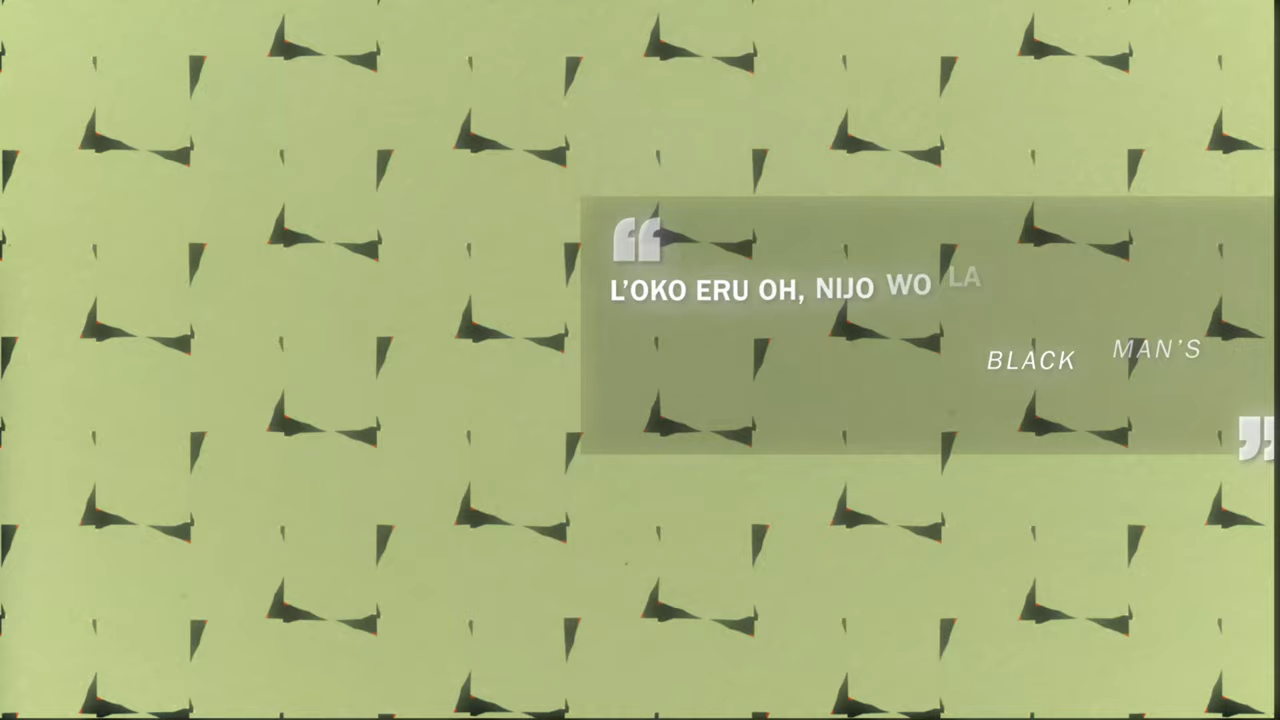 “
L’OKO ERU OH, NIJO WO LA
BLACK MAN’S
”